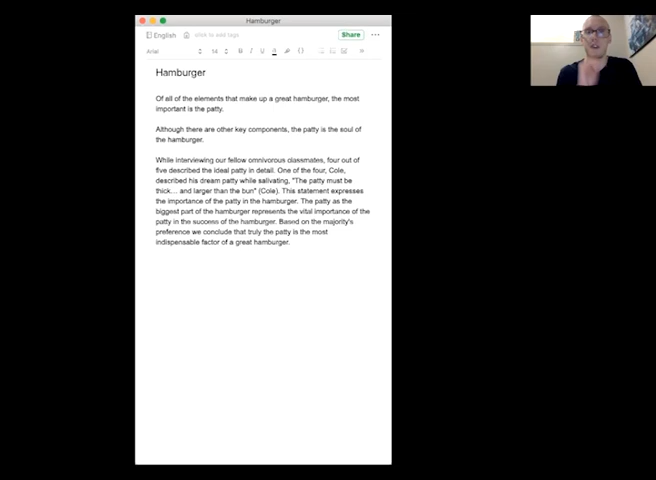 Hamburger
English click to add tags Share
Arial 14 B I U a
Hamburger
Of all of the elements that make up a great hamburger, the most
important is the patty.
Although there are other key components, the patty is the soul of
the hamburger.
While interviewing our fellow omnivorous classmates, four out of
five described the ideal patty in detail. One of the four, Cole,
described his dream patty while salivating, "The patty must be
thick... and larger than the bun" (Cole). This statement expresses
the importance of the patty in the hamburger. The patty as the
biggest part of the hamburger represents the vital importance of the
patty in the success of the hamburger. Based on the majority's
preference we conclude that truly the patty is the most
indispensable factor of a great hamburger.